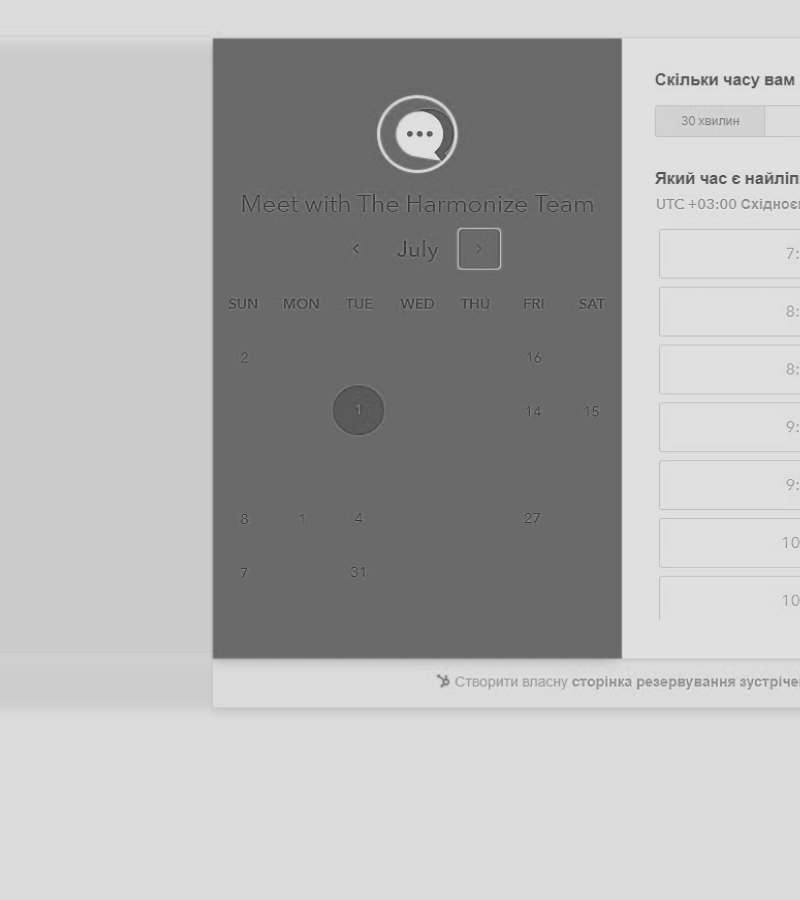 Meet with The Harmonize Team
July
SUN MON TUE WED THU FRI SAT
2 16
1 14 15
8 1 4 27
7 31
Скільки часу вам
30 хвилин
Який час є найліп
UTC +03:00 Східноє
7:
8:
8:
9:
9:
10
10
Створити власну сторінка резервування зустріче